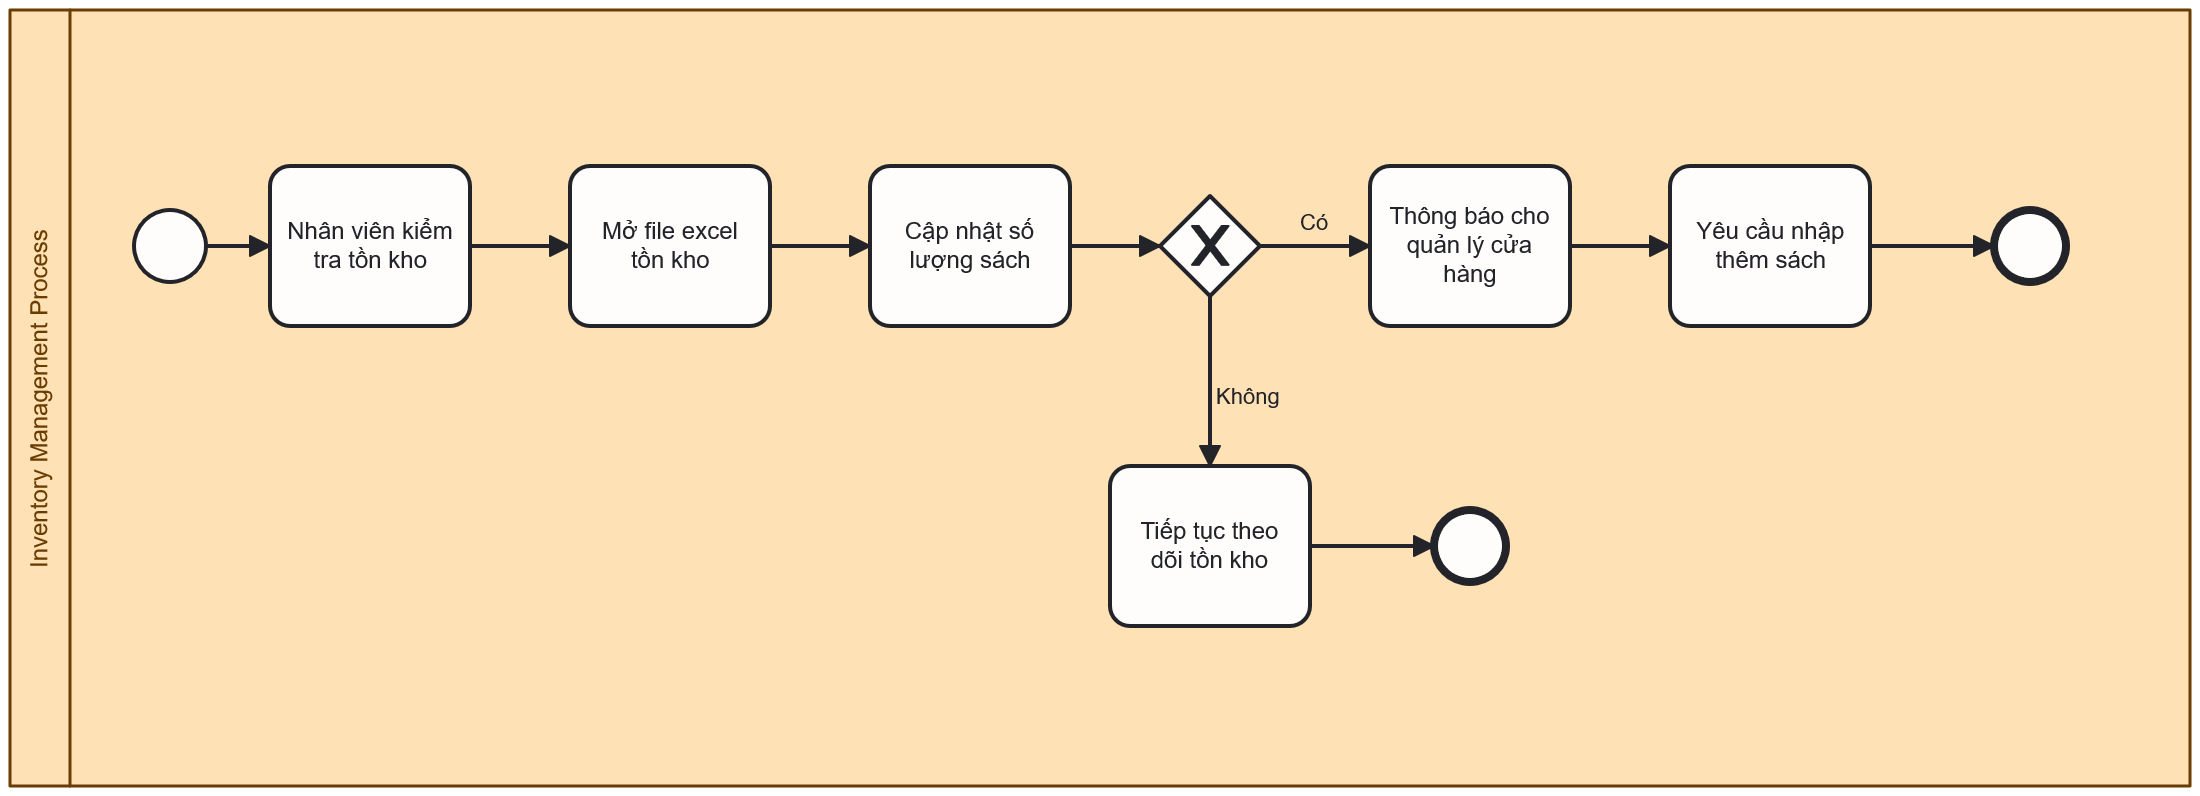 Inventory Management Process
Nhân viên kiểm
tra tồn kho
Mở file excel
tồn kho
Cập nhật số
lượng sách
X
Có
Thông báo cho
quản lý cửa
hàng
Yêu cầu nhập
thêm sách
Không
Tiếp tục theo
dõi tồn kho